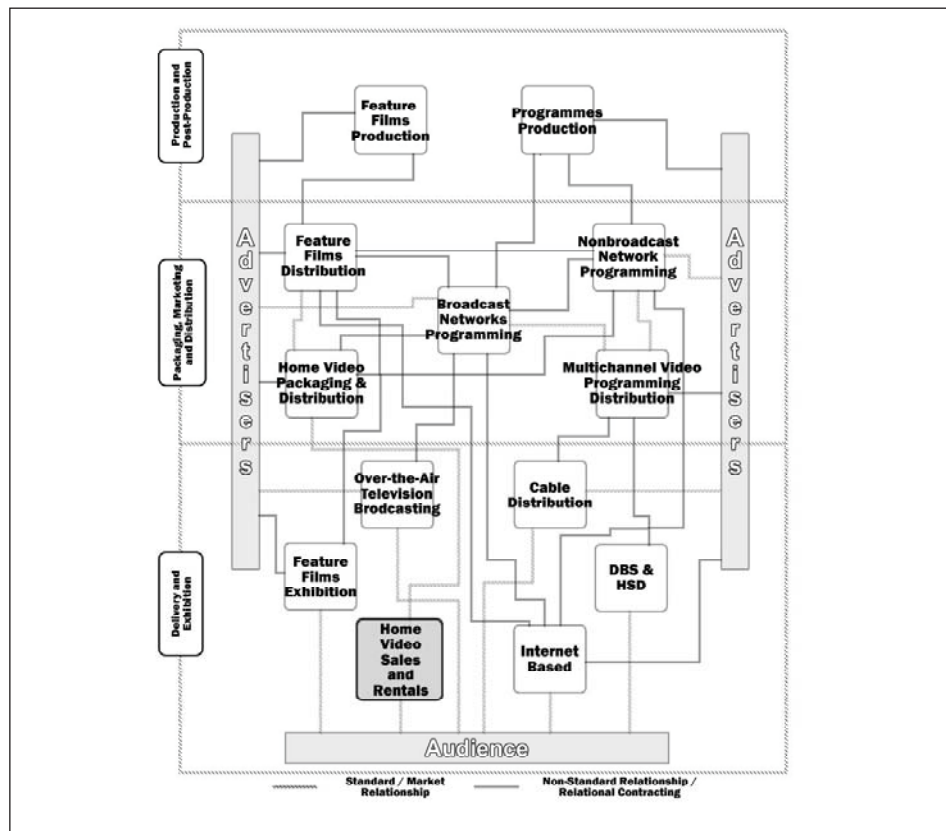 Production and
Post-Production
Feature
Films
Production
Programmes
Production
Advertisers
Advertisers
Packaging, Marketing
and Distribution
Feature
Films
Distribution
Nonbroadcast
Network
Programming
Broadcast
Networks
Programming
Home Video
Packaging &
Distribution
Multichannel Video
Programming
Distribution
Delivery and
Exhibition
Over-the-Air
Television
Brodcasting
Cable
Distribution
Feature
Films
Exhibition
DBS &
HSD
Home
Video
Sales
and
Rentals
Internet
Based
Audience
Standard / Market
Relationship
Non-Standard Relationship /
Relational Contracting